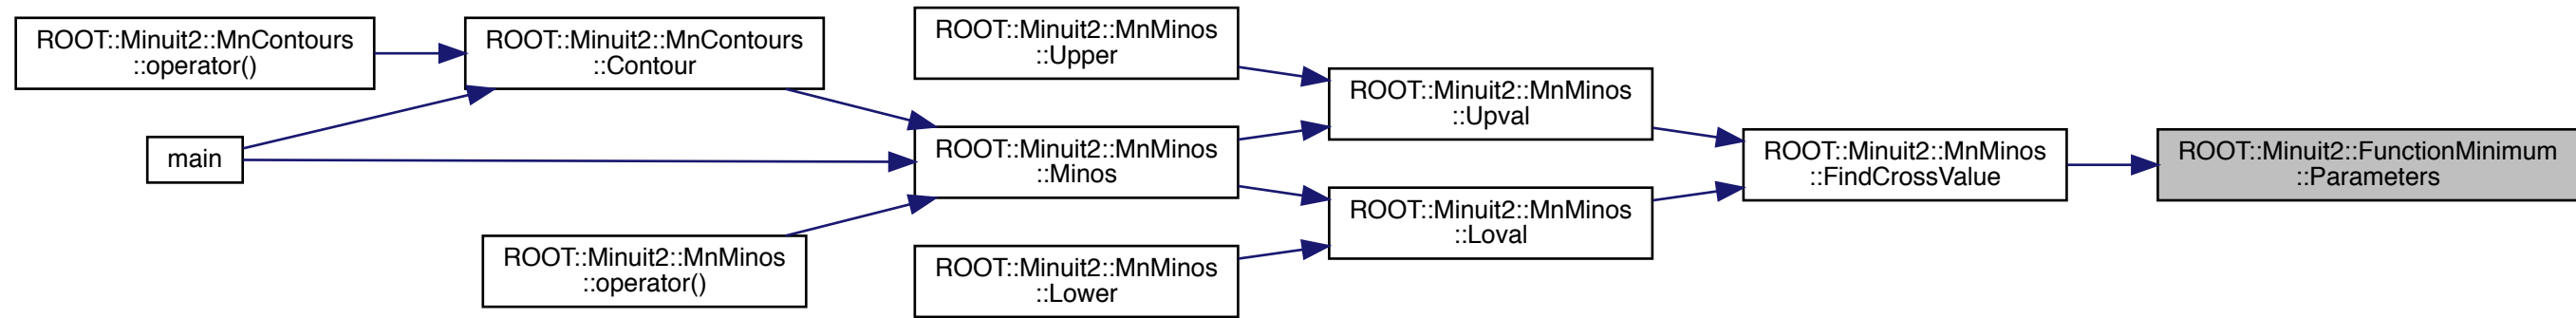 ROOT::Minuit2::MnContours
::operator()
main
ROOT::Minuit2::MnContours
::Contour
ROOT::Minuit2::MnMinos
::operator()
ROOT::Minuit2::MnMinos
::Upper
ROOT::Minuit2::MnMinos
::Minos
ROOT::Minuit2::MnMinos
::Lower
ROOT::Minuit2::MnMinos
::Upval
ROOT::Minuit2::MnMinos
::Loval
ROOT::Minuit2::MnMinos
::FindCrossValue
ROOT::Minuit2::FunctionMinimum
::Parameters